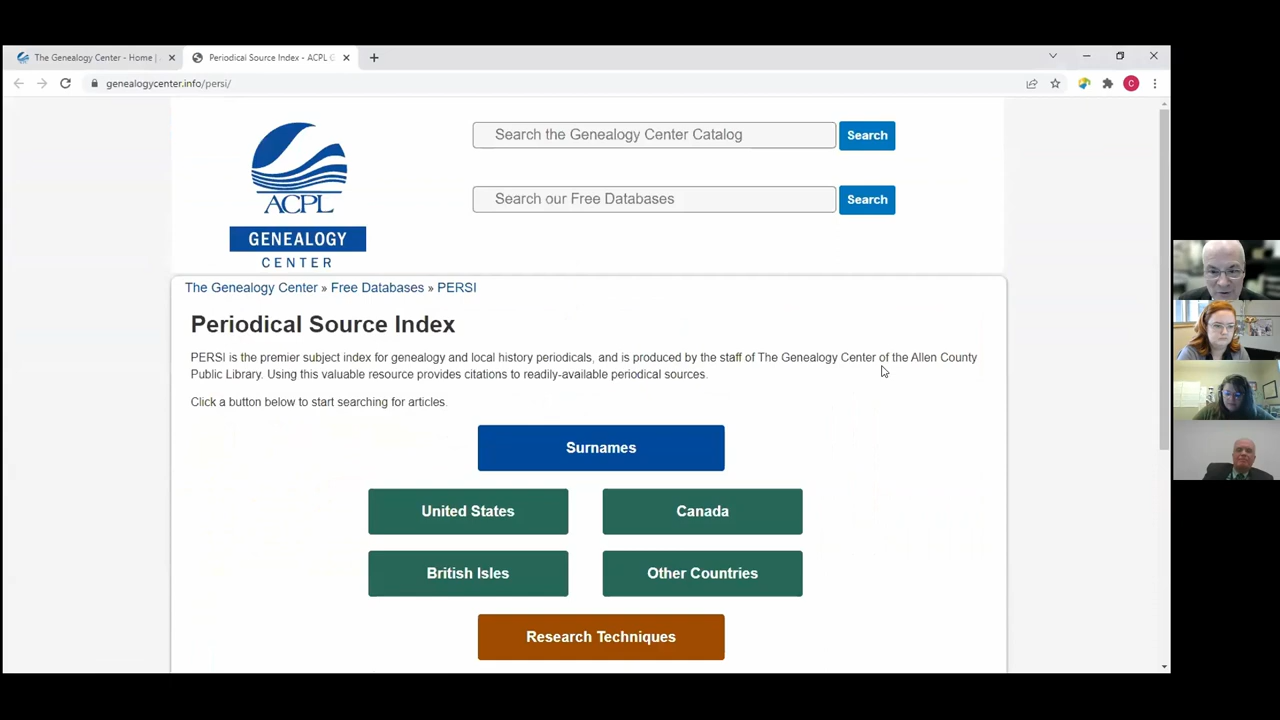 The Genealogy Center - Home |
Periodical Source Index - ACPL C
genealogycenter.info/persi/
C
Search the Genealogy Center Catalog
Search
Search our Free Databases
Search
ACPL
GENEALOGY
CENTER
The Genealogy Center » Free Databases » PERSI
Periodical Source Index
PERSI is the premier subject index for genealogy and local history periodicals, and is produced by the staff of The Genealogy Center of the Allen County
Public Library. Using this valuable resource provides citations to readily-available periodical sources.
Click a button below to start searching for articles.
Surnames
United States
Canada
British Isles
Other Countries
Research Techniques